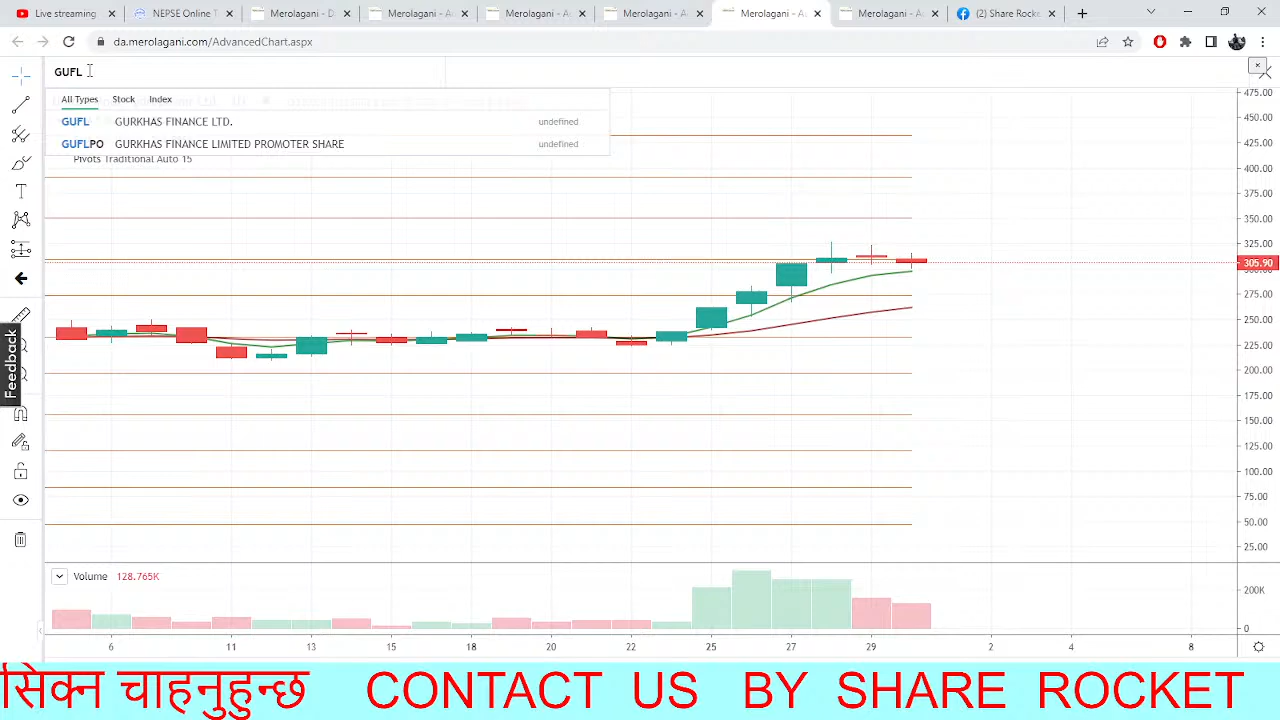 Live streaming
NEPSE Online T
Merolagani - D
Merolagani - A
Merolagani - A
Merolagani - A
Merolagani - A
Merolagani - A
(2) Share Rocke
da.merolagani.com/AdvancedChart.aspx
GUFL
All Types Stock Index
GUFL GURKHAS FINANCE LTD. undefined
GUFLPO GURKHAS FINANCE LIMITED PROMOTER SHARE undefined
Pivots Traditional Auto 15
475.00
450.00
425.00
400.00
375.00
350.00
325.00
305.90
275.00
250.00
225.00
200.00
175.00
150.00
125.00
100.00
75.00
50.00
25.00
Feedback
Volume 128.765K
200K
0
6 11 13 15 18 20 22 25 27 29 2 4 8
सिक्न चाहनुहुन्छ CONTACT US BY SHARE ROCKET